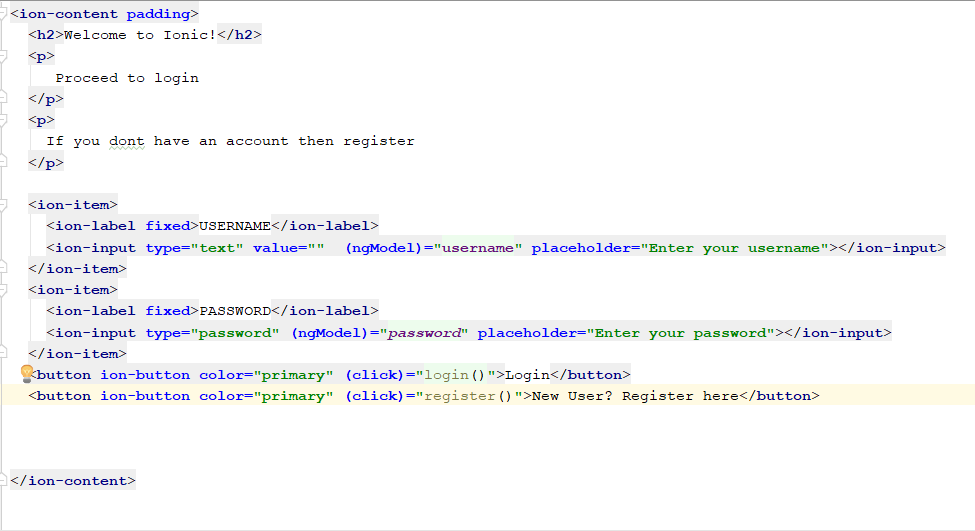 <ion-content padding>
<h2>Welcome to Ionic!</h2>
<p>
Proceed to login
</p>
<p>
If you dont have an account then register
</p>
<ion-item>
<ion-label fixed>USERNAME</ion-label>
<ion-input type="text" value=""  (ngModel)="username" placeholder="Enter your username"></ion-input>
</ion-item>
<ion-item>
<ion-label fixed>PASSWORD</ion-label>
<ion-input type="password" (ngModel)="password" placeholder="Enter your password"></ion-input>
</ion-item>
<button ion-button color="primary" (click)="login()">Login</button>
<button ion-button color="primary" (click)="register()">New User? Register here</button>
</ion-content>